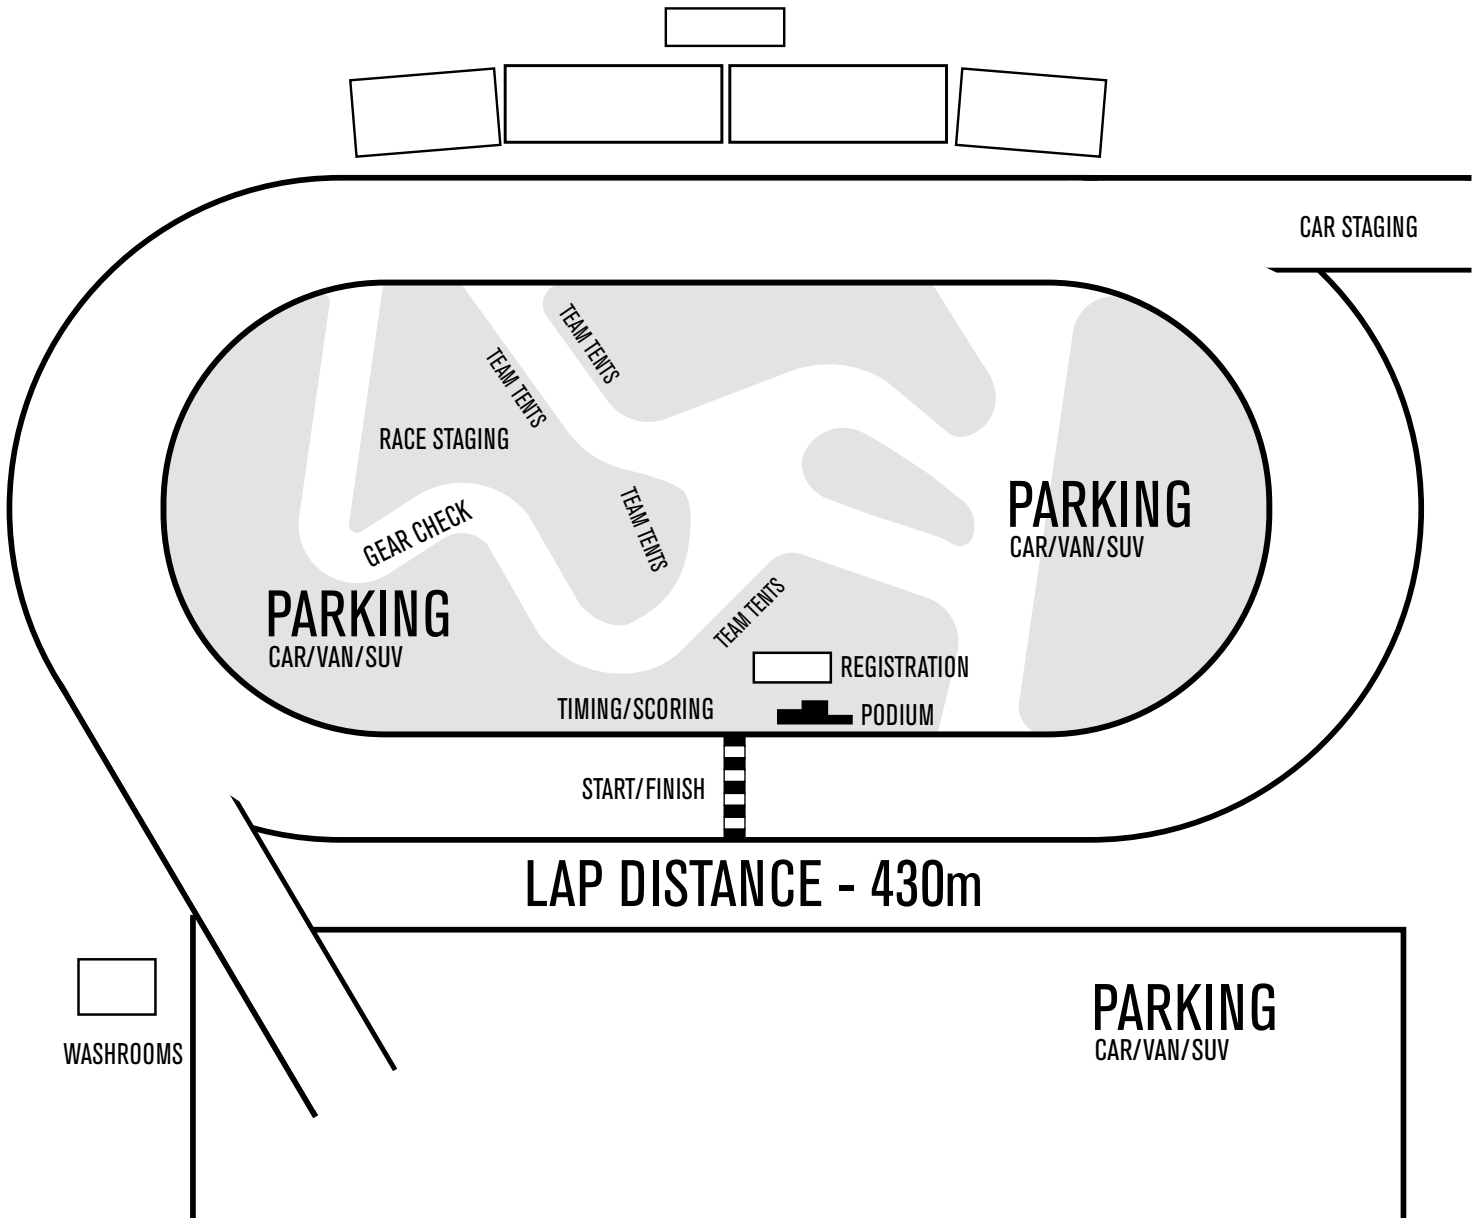 CAR STAGING
TEAM TENTS
TEAM TENTS
RACE STAGING
TEAM TENTS
GEAR CHECK
PARKING
CAR/VAN/SUV
PARKING
CAR/VAN/SUV
TEAM TENTS
REGISTRATION
TIMING/SCORING
PODIUM
START/FINISH
LAP DISTANCE - 430m
WASHROOMS
PARKING
CAR/VAN/SUV